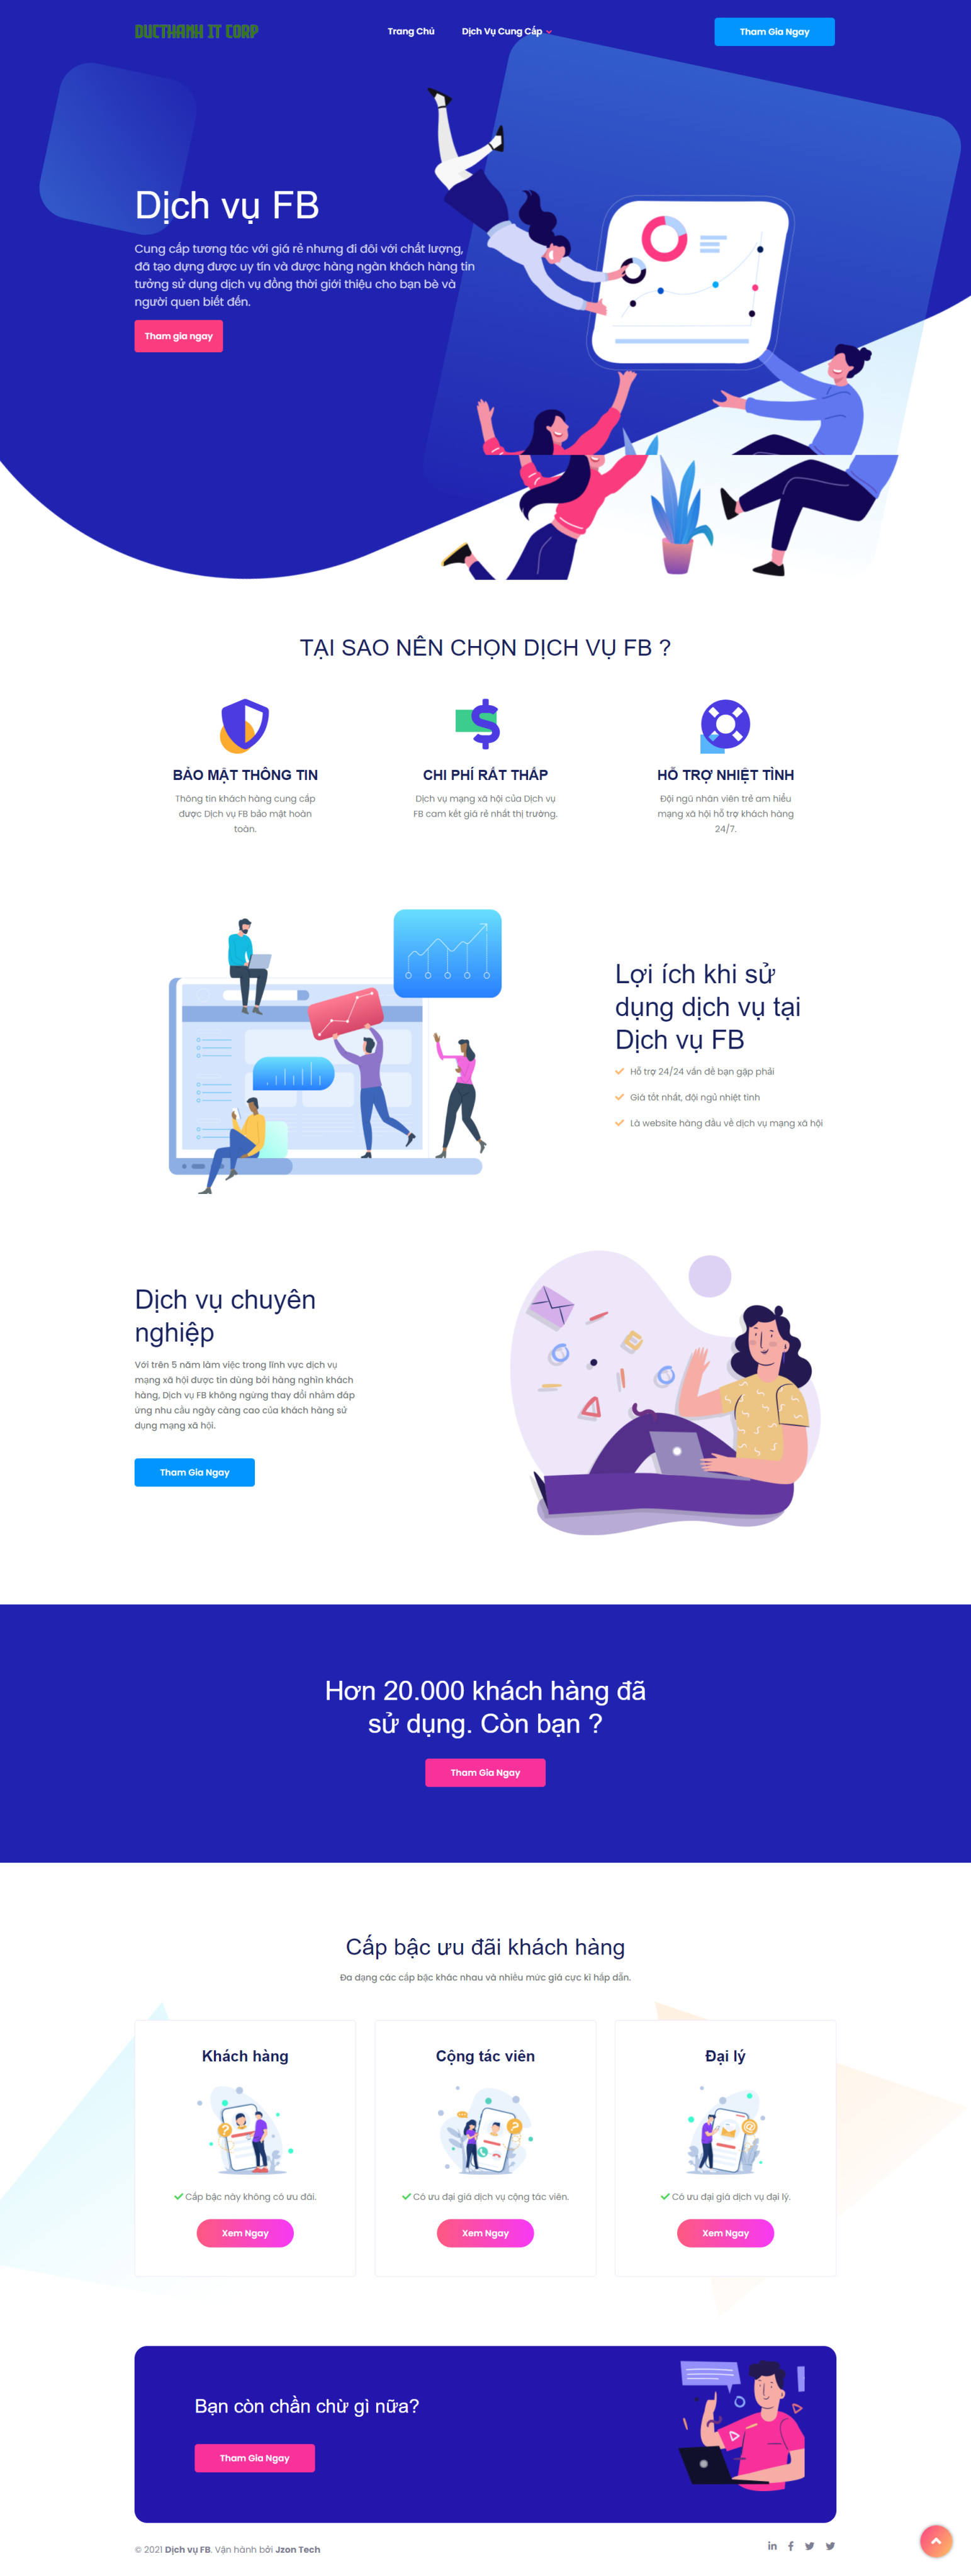 DUCTHANH IT CORP
Trang Chủ
Dịch Vụ Cung Cấp
Tham Gia Ngay
Dịch vụ FB
Cung cấp tương tác với giá rẻ nhưng đi đôi với chất lượng,
đã tạo dựng được uy tín và được hàng ngàn khách hàng tin
tưởng sử dụng dịch vụ đồng thời giới thiệu cho bạn bè và
người quen biết đến.
Tham gia ngay
TẠI SAO NÊN CHỌN DỊCH VỤ FB ?
BẢO MẬT THÔNG TIN
Thông tin khách hàng cung cấp
được Dịch vụ FB bảo mật hoàn
toàn.
CHI PHÍ RẤT THẤP
Dịch vụ mạng xã hội của Dịch vụ
FB cam kết giá rẻ nhất thị trường.
HỖ TRỢ NHIỆT TÌNH
Đội ngũ nhân viên trẻ am hiểu
mạng xã hội hỗ trợ khách hàng
24/7.
Lợi ích khi sử
dụng dịch vụ tại
Dịch vụ FB
Hỗ trợ 24/24 vấn đề bạn gặp phải
Giá tốt nhất, đội ngũ nhiệt tình
Là website hàng đầu về dịch vụ mạng xã hội
Dịch vụ chuyên
nghiệp
Với trên 5 năm làm việc trong lĩnh vực dịch vụ
mạng xã hội được tin dùng bởi hàng nghìn khách
hàng, Dịch vụ FB không ngừng thay đổi nhằm đáp
ứng nhu cầu ngày càng cao của khách hàng sử
dụng mạng xã hội.
Tham Gia Ngay
Hơn 20.000 khách hàng đã
sử dụng. Còn bạn ?
Tham Gia Ngay
Cấp bậc ưu đãi khách hàng
Đa dạng các cấp bậc khác nhau và nhiều mức giá cực kì hấp dẫn.
Khách hàng
Cấp bậc này không có ưu đãi.
Xem Ngay
Cộng tác viên
Có ưu đại giá dịch vụ cộng tác viên.
Xem Ngay
Đại lý
Có ưu đại giá dịch vụ đại lý.
Xem Ngay
Bạn còn chần chừ gì nữa?
Tham Gia Ngay
© 2021 Dịch vụ FB. Vận hành bởi Jzon Tech